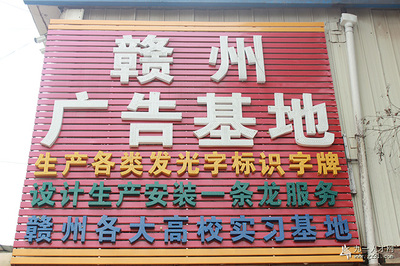 赣州
广告基地
生产各类发光字标识字牌
设计生产安装一条龙服务
赣州各大高校实习基地